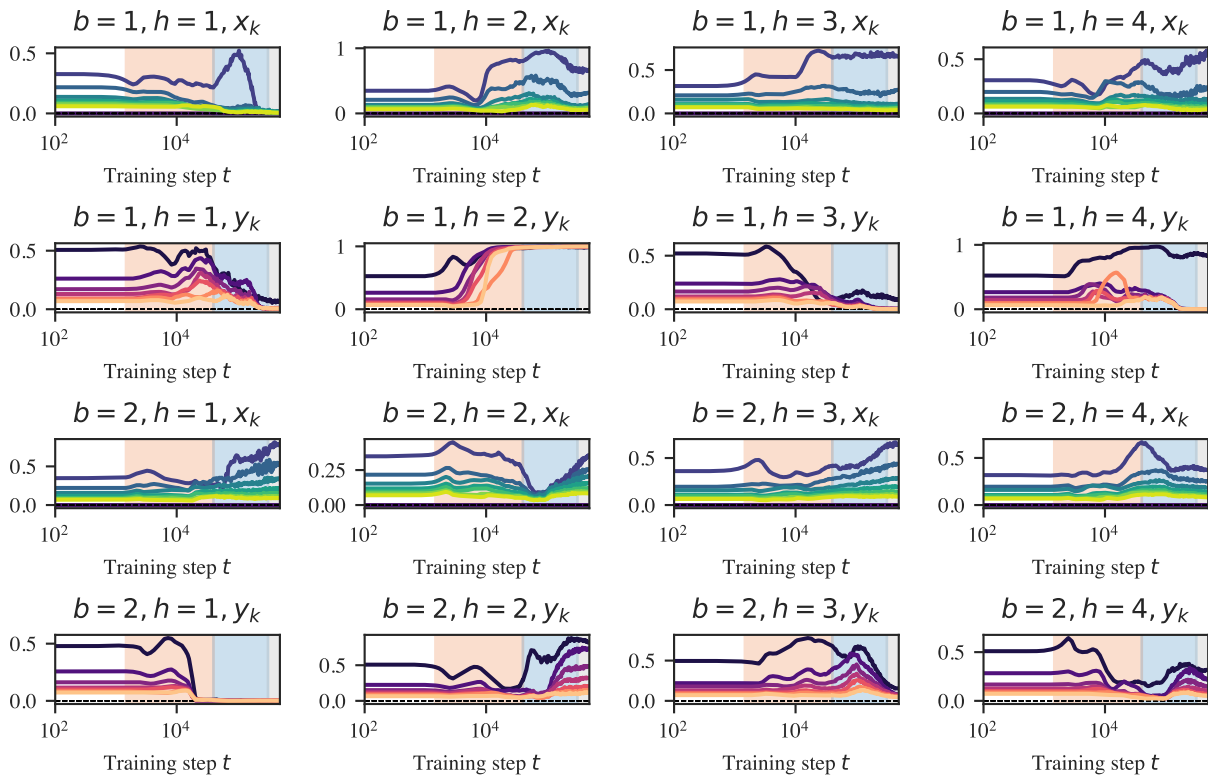 b = 1, h = 1, x_k
b = 1, h = 2, x_k
b = 1, h = 3, x_k
b = 1, h = 4, x_k
0.5
0.0
10^2
10^4
Training step t
1
0
10^2
10^4
Training step t
0.5
0.0
10^2
10^4
Training step t
0.5
0.0
10^2
10^4
Training step t
b = 1, h = 1, y_k
b = 1, h = 2, y_k
b = 1, h = 3, y_k
b = 1, h = 4, y_k
0.5
0.0
10^2
10^4
Training step t
1
0
10^2
10^4
Training step t
0.5
0.0
10^2
10^4
Training step t
1
0
10^2
10^4
Training step t
b = 2, h = 1, x_k
b = 2, h = 2, x_k
b = 2, h = 3, x_k
b = 2, h = 4, x_k
0.5
0.0
10^2
10^4
Training step t
0.25
0.00
10^2
10^4
Training step t
0.5
0.0
10^2
10^4
Training step t
0.5
0.0
10^2
10^4
Training step t
b = 2, h = 1, y_k
b = 2, h = 2, y_k
b = 2, h = 3, y_k
b = 2, h = 4, y_k
0.5
0.0
10^2
10^4
Training step t
0.5
0.0
10^2
10^4
Training step t
0.5
0.0
10^2
10^4
Training step t
0.5
0.0
10^2
10^4
Training step t